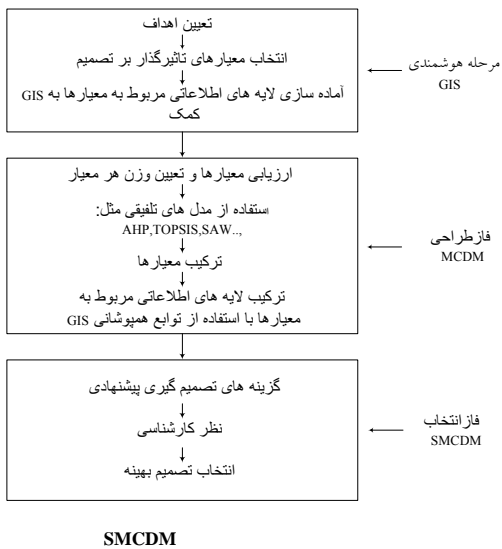 تعیین اهداف
انتخاب معیارهای تاثیرگذار بر تصمیم
آماده سازی لایه های اطلاعاتی مربوط به معیارها به GIS
کمک
مرحله هوشمندی
GIS
ارزیابی معیارها و تعیین وزن هر معیار
استفاده از مدل های تلفیقی مثل:
AHP,TOPSIS,SAW..,
ترکیب معیارها
ترکیب لایه های اطلاعاتی مربوط به
معیارها با استفاده از توابع همپوشانی GIS
فازطراحی
MCDM
گزینه های تصمیم گیری پیشنهادی
نظر کارشناسی
انتخاب تصمیم بهینه
فازانتخاب
SMCDM
SMCDM